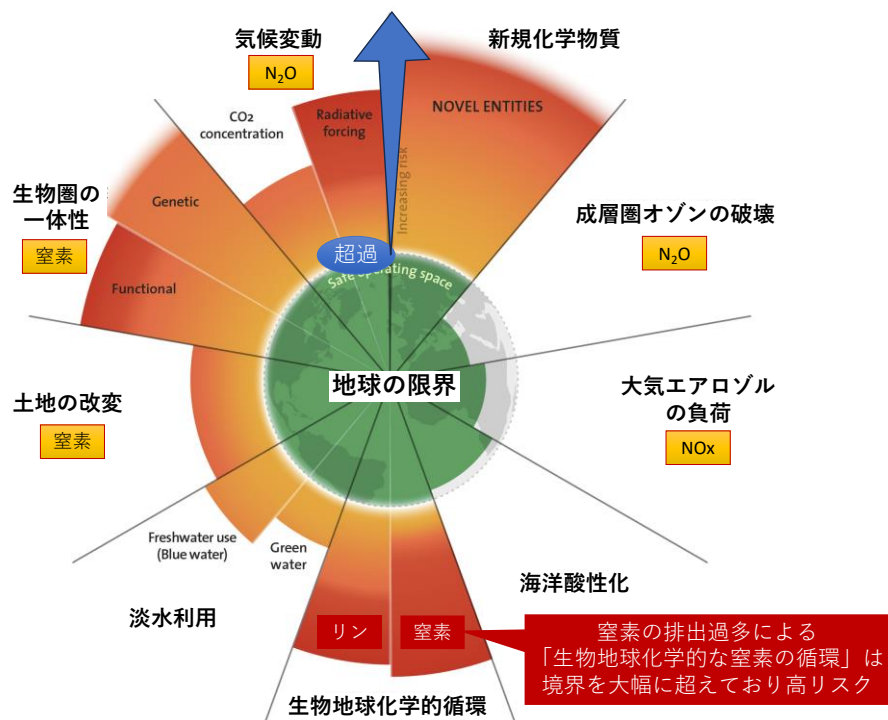 気候変動
N₂O
新規化学物質
CO2
concentration
Radiative
forcing
NOVEL ENTITIES
Increasing risk
生物圏の
一体性
窒素
Genetic
Functional
成層圏オゾンの破壊
N₂O
超過
Safe operating space
地球の限界
土地の改変
窒素
大気エアロゾル
の負荷
NOx
Freshwater use
(Blue water)
Green
water
淡水利用
海洋酸性化
リン
窒素
窒素の排出過多による
「生物地球化学的な窒素の循環」は
境界を大幅に超えており高リスク
生物地球化学的循環